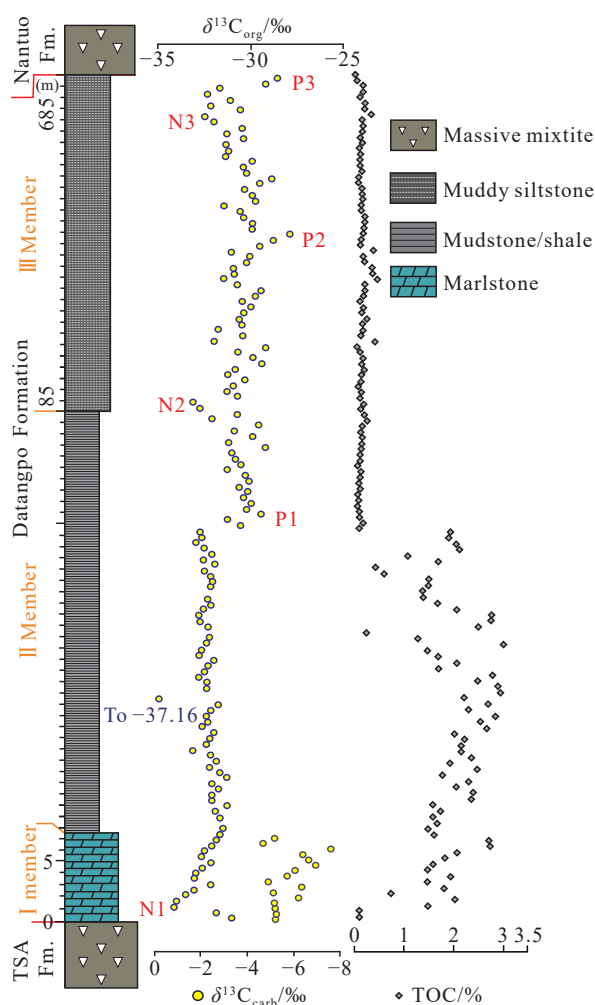 δ¹³C_org/‰
−35 −30 −25
Nantuo
Fm.
(m)
685
P3
N3
P2
N2
P1
To −37.16
N1
III Member
85
Datangpo Formation
II Member
I member
5
0
TSA
Fm.
Massive mixtite
Muddy siltstone
Mudstone/shale
Marlstone
0 −2 −4 −6 −8
0 1 2 3 3.5
δ¹³C_carb/‰
TOC/%